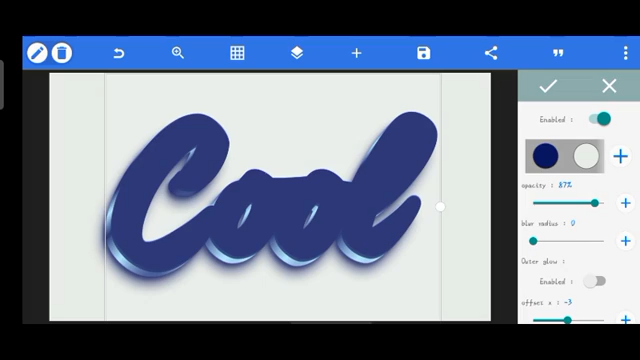 Cool
Enabled :
opacity : 87%
blur radius : 0
Outer glow :
Enabled :
offset x : -3